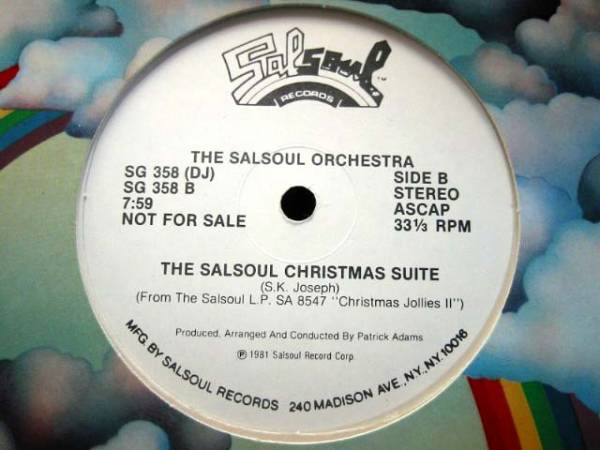 Salsoul™
RECORDS
THE SALSOUL ORCHESTRA
SG 358 (DJ)
SG 358 B
7:59
NOT FOR SALE
SIDE B
STEREO
ASCAP
33⅓ RPM
THE SALSOUL CHRISTMAS SUITE
(S.K. Joseph)
(From The Salsoul L.P. SA 8547 "Christmas Jollies II")
Produced, Arranged And Conducted By Patrick Adams
℗ 1981 Salsoul Record Corp.
MFG. BY SALSOUL RECORDS 240 MADISON AVE., NY., NY. 10016